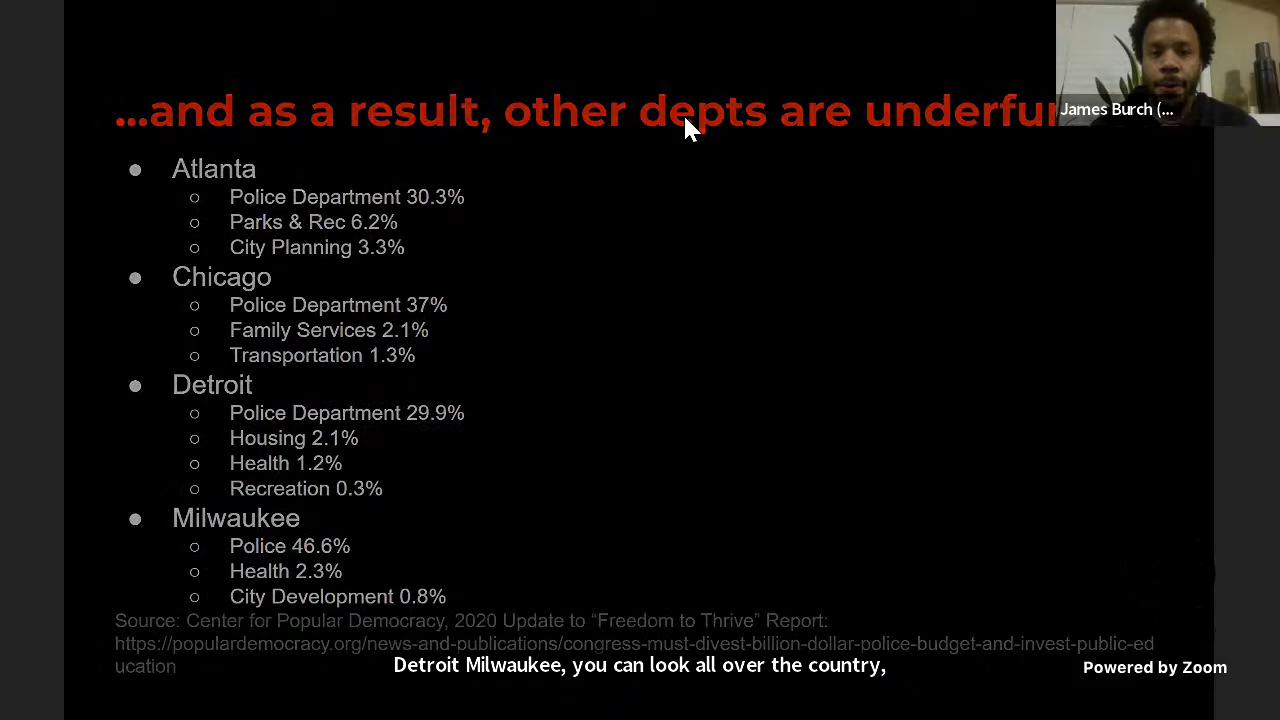 ...and as a result, other depts are underfu
James Burch (...
● Atlanta
○ Police Department 30.3%
○ Parks & Rec 6.2%
○ City Planning 3.3%
● Chicago
○ Police Department 37%
○ Family Services 2.1%
○ Transportation 1.3%
● Detroit
○ Police Department 29.9%
○ Housing 2.1%
○ Health 1.2%
○ Recreation 0.3%
● Milwaukee
○ Police 46.6%
○ Health 2.3%
○ City Development 0.8%
Source: Center for Popular Democracy, 2020 Update to “Freedom to Thrive” Report:
https://populardemocracy.org/news-and-publications/congress-must-divest-billion-dollar-police-budget-and-invest-public-ed
ucation
Detroit Milwaukee, you can look all over the country,
Powered by Zoom